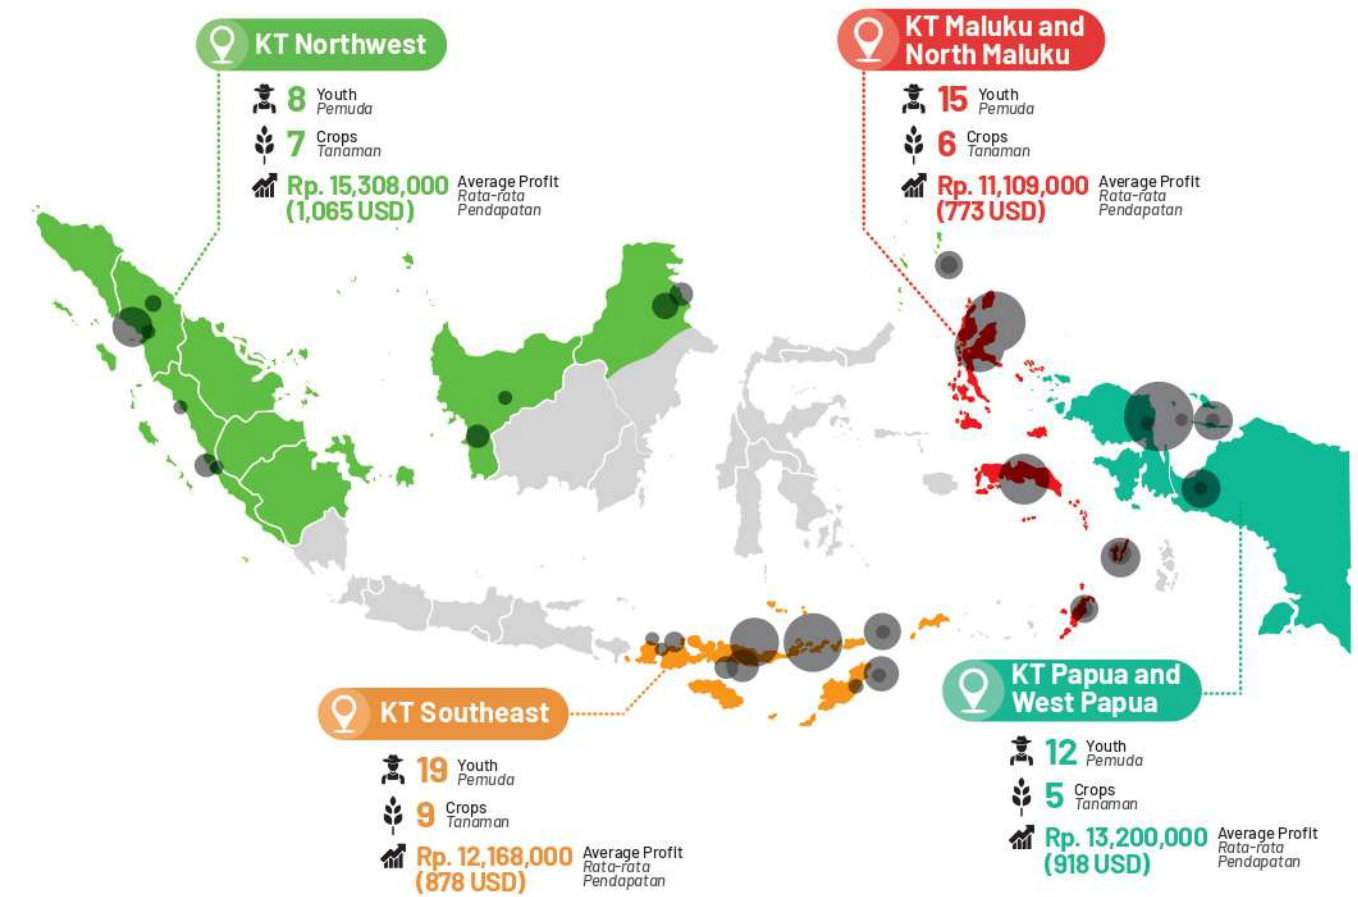 KT Northwest
8 Youth
Pemuda
7 Crops
Tanaman
Rp. 15,308,000 Average Profit
(1,065 USD) Rata-rata
Pendapatan
KT Maluku and
North Maluku
15 Youth
Pemuda
6 Crops
Tanaman
Rp. 11,109,000 Average Profit
(773 USD) Rata-rata
Pendapatan
KT Southeast
19 Youth
Pemuda
9 Crops
Tanaman
Rp. 12,168,000 Average Profit
(878 USD) Rata-rata
Pendapatan
KT Papua and
West Papua
12 Youth
Pemuda
5 Crops
Tanaman
Rp. 13,200,000 Average Profit
(918 USD) Rata-rata
Pendapatan